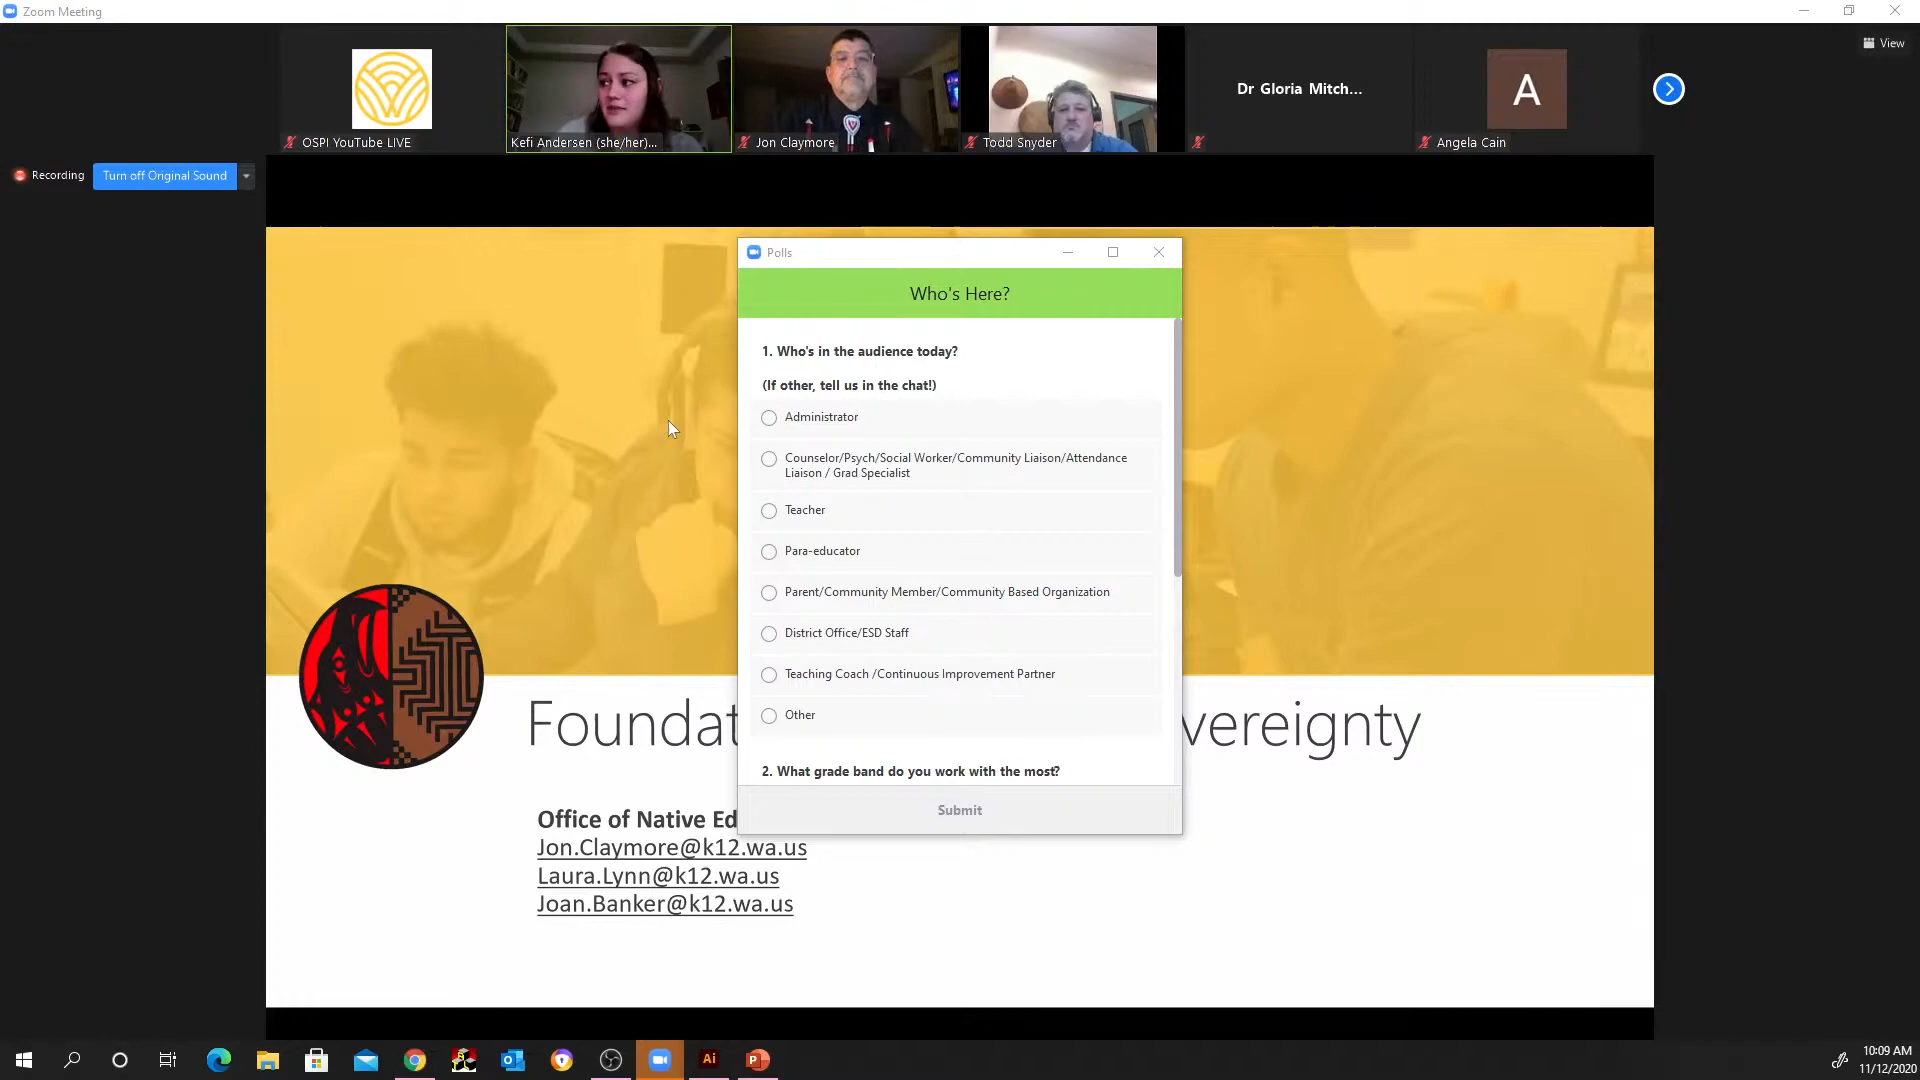 Zoom Meeting
View
OSPI YouTube LIVE
Kefi Andersen (she/her)...
Jon Claymore
Todd Snyder
Dr Gloria Mitch...
A
Angela Cain
Recording
Turn off Original Sound
Polls
Who's Here?
1. Who's in the audience today?
(If other, tell us in the chat!)
Administrator
Counselor/Psych/Social Worker/Community Liaison/Attendance
Liaison / Grad Specialist
Teacher
Para-educator
Parent/Community Member/Community Based Organization
District Office/ESD Staff
Teaching Coach /Continuous Improvement Partner
Other
2. What grade band do you work with the most?
Submit
Foundat vereignty
Office of Native Ed
Jon.Claymore@k12.wa.us
Laura.Lynn@k12.wa.us
Joan.Banker@k12.wa.us
Ai
P
10:09 AM
11/12/2020